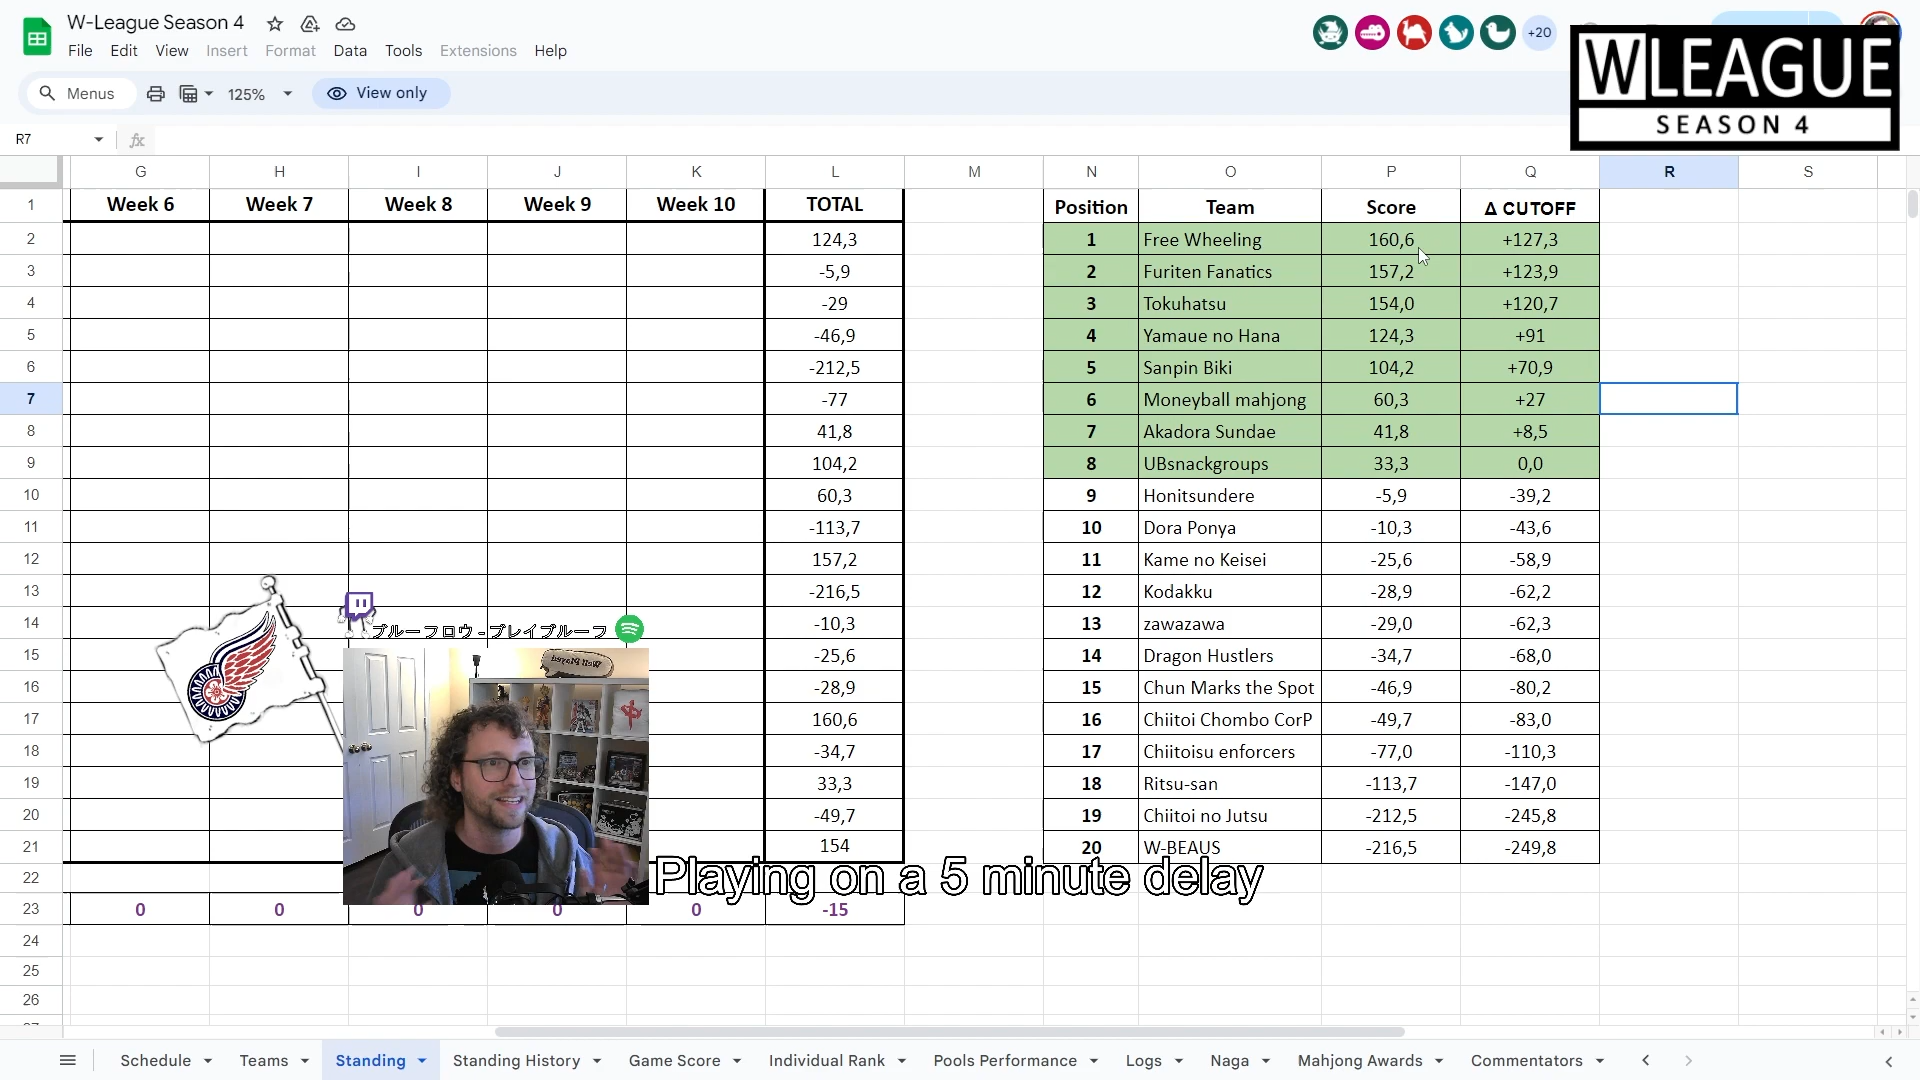 W-League Season 4
File Edit View Insert Format Data Tools Extensions Help
+20
WLEAGUE
SEASON 4
Menus 125% View only
R7 fx
G H I J K L M N O P Q R S
1 Week 6 Week 7 Week 8 Week 9 Week 10 TOTAL Position Team Score Δ CUTOFF
2 124,3 1 Free Wheeling 160,6 +127,3
3 -5,9 2 Furiten Fanatics 157,2 +123,9
4 -29 3 Tokuhatsu 154,0 +120,7
5 -46,9 4 Yamaue no Hana 124,3 +91
6 -212,5 5 Sanpin Biki 104,2 +70,9
7 -77 6 Moneyball mahjong 60,3 +27
8 41,8 7 Akadora Sundae 41,8 +8,5
9 104,2 8 UBsnackgroups 33,3 0,0
10 60,3 9 Honitsundere -5,9 -39,2
11 -113,7 10 Dora Ponya -10,3 -43,6
12 157,2 11 Kame no Keisei -25,6 -58,9
13 -216,5 12 Kodakku -28,9 -62,2
14 ブルーフロウ - ブレイブルーフ -10,3 13 zawazawa -29,0 -62,3
15 -25,6 14 Dragon Hustlers -34,7 -68,0
16 -28,9 15 Chun Marks the Spot -46,9 -80,2
17 160,6 16 Chiitoi Chombo CorP -49,7 -83,0
18 -34,7 17 Chiitoisu enforcers -77,0 -110,3
19 33,3 18 Ritsu-san -113,7 -147,0
20 -49,7 19 Chiitoi no Jutsu -212,5 -245,8
21 154 20 W-BEAUS -216,5 -249,8
Playing on a 5 minute delay
22
23 0 0 0 0 0 -15
24
25
26
Schedule Teams Standing Standing History Game Score Individual Rank Pools Performance Logs Naga Mahjong Awards Commentators